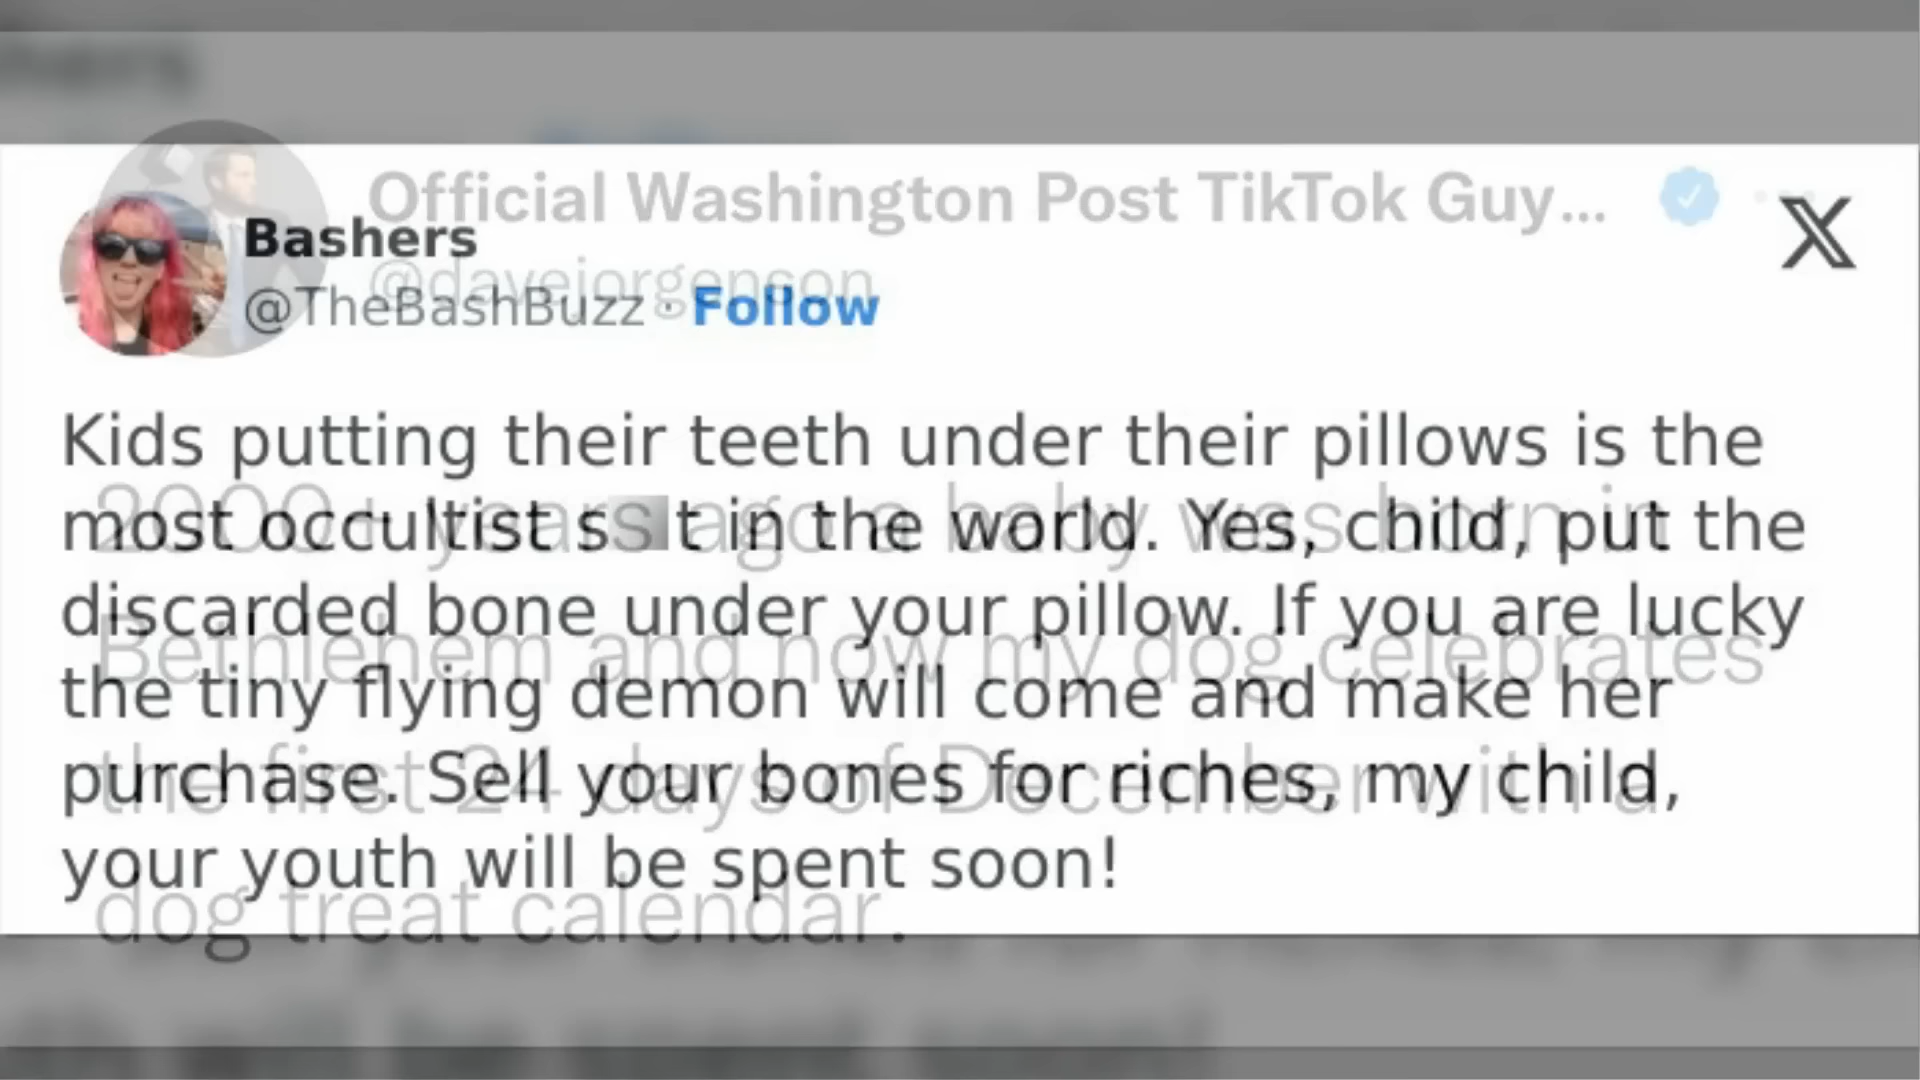 Bashers
@TheBashBuzz · Follow
Kids putting their teeth under their pillows is the
most occultist s t in the world. Yes, child, put the
discarded bone under your pillow. If you are lucky
the tiny flying demon will come and make her
purchase. Sell your bones for riches, my child,
your youth will be spent soon!
Official Washington Post TikTok Guy...
@davejorgenson
2000+ years ago a baby was born in
Bethlehem and now my dog celebrates
the first 24 days of December with a
dog treat calendar.